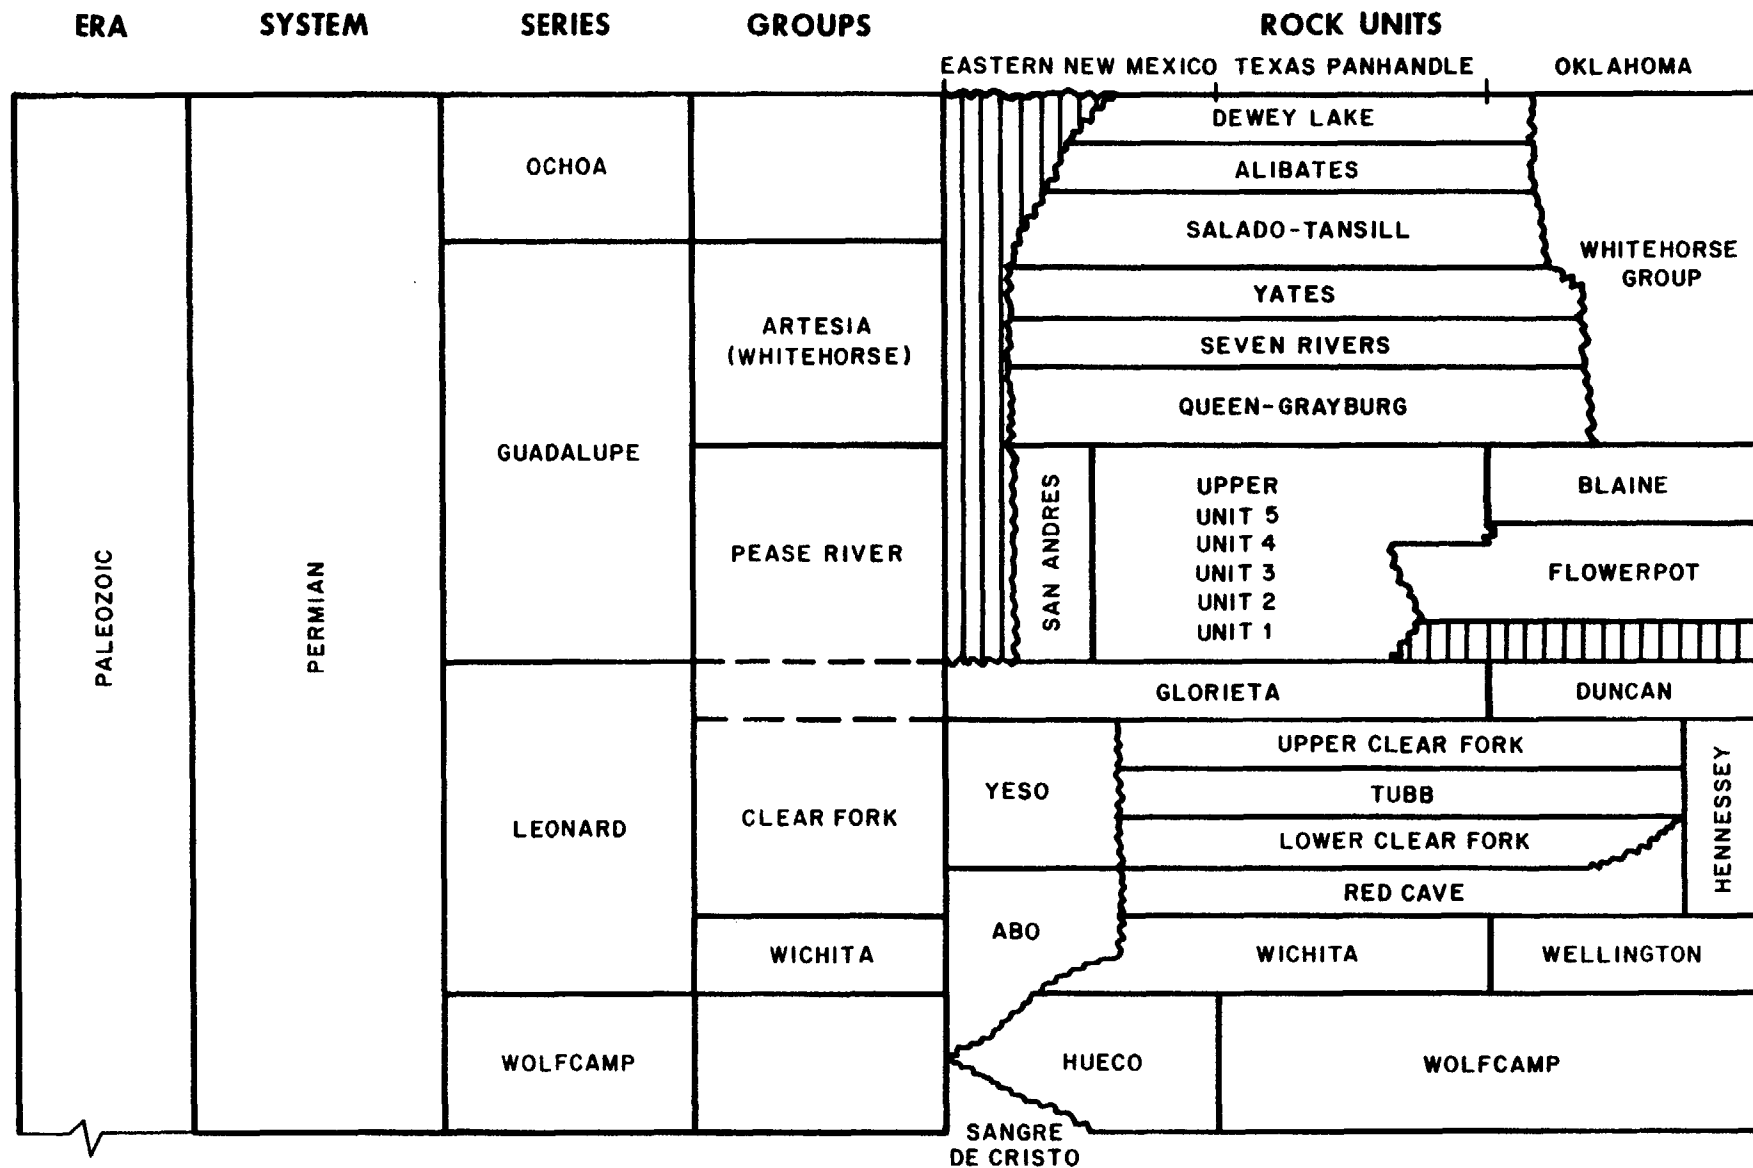 ERA SYSTEM SERIES GROUPS ROCK UNITS
EASTERN NEW MEXICO TEXAS PANHANDLE OKLAHOMA
PALEOZOIC
PERMIAN
OCHOA
GUADALUPE
LEONARD
WOLFCAMP
ARTESIA
(WHITEHORSE)
PEASE RIVER
CLEAR FORK
WICHITA
DEWEY LAKE
ALIBATES
SALADO-TANSILL
YATES
SEVEN RIVERS
QUEEN-GRAYBURG
WHITEHORSE
GROUP
SAN ANDRES
UPPER
UNIT 5
UNIT 4
UNIT 3
UNIT 2
UNIT 1
BLAINE
FLOWERPOT
GLORIETA
DUNCAN
YESO
UPPER CLEAR FORK
TUBB
LOWER CLEAR FORK
RED CAVE
HENNESSEY
ABO
WICHITA
WELLINGTON
HUECO
WOLFCAMP
SANGRE
DE CRISTO